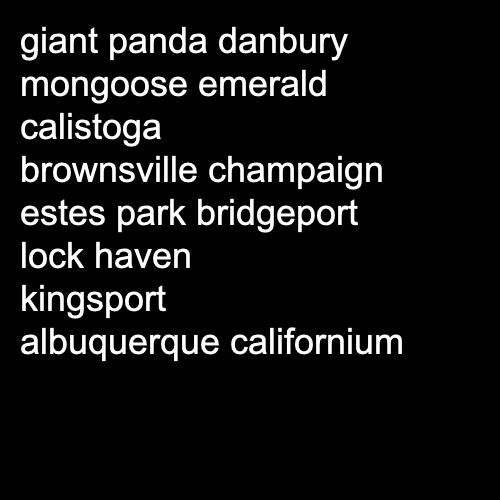 giant panda danbury
mongoose emerald
calistoga
brownsville champaign
estes park bridgeport
lock haven
kingsport
albuquerque californium